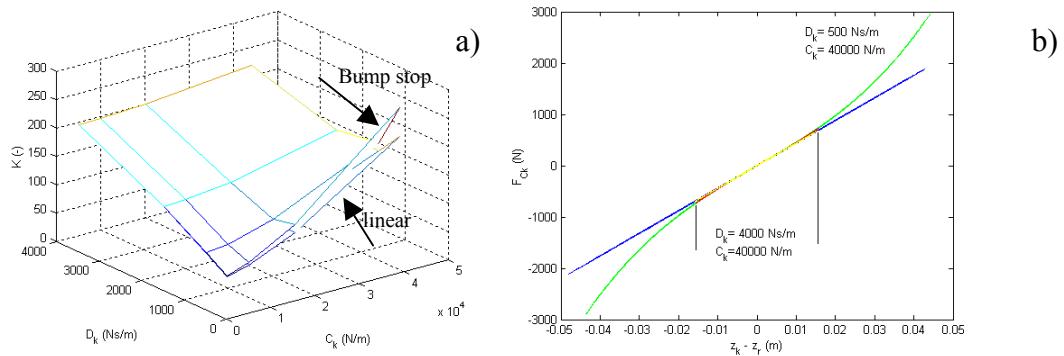 a)
Bump stop
linear
300
250
200
150
100
50
0
K (-)
4000
3000
2000
1000
0
D_k (Ns/m)
0
1
2
3
4
5
x 10^4
C_k (N/m)
b)
3000
2000
1000
0
-1000
-2000
-3000
F_Ck (N)
D_k= 500 Ns/m
C_k= 40000 N/m
D_k= 4000 Ns/m
C_k=40000 N/m
-0.05
-0.04
-0.03
-0.02
-0.01
0
0.01
0.02
0.03
0.04
0.05
z_k - z_r (m)